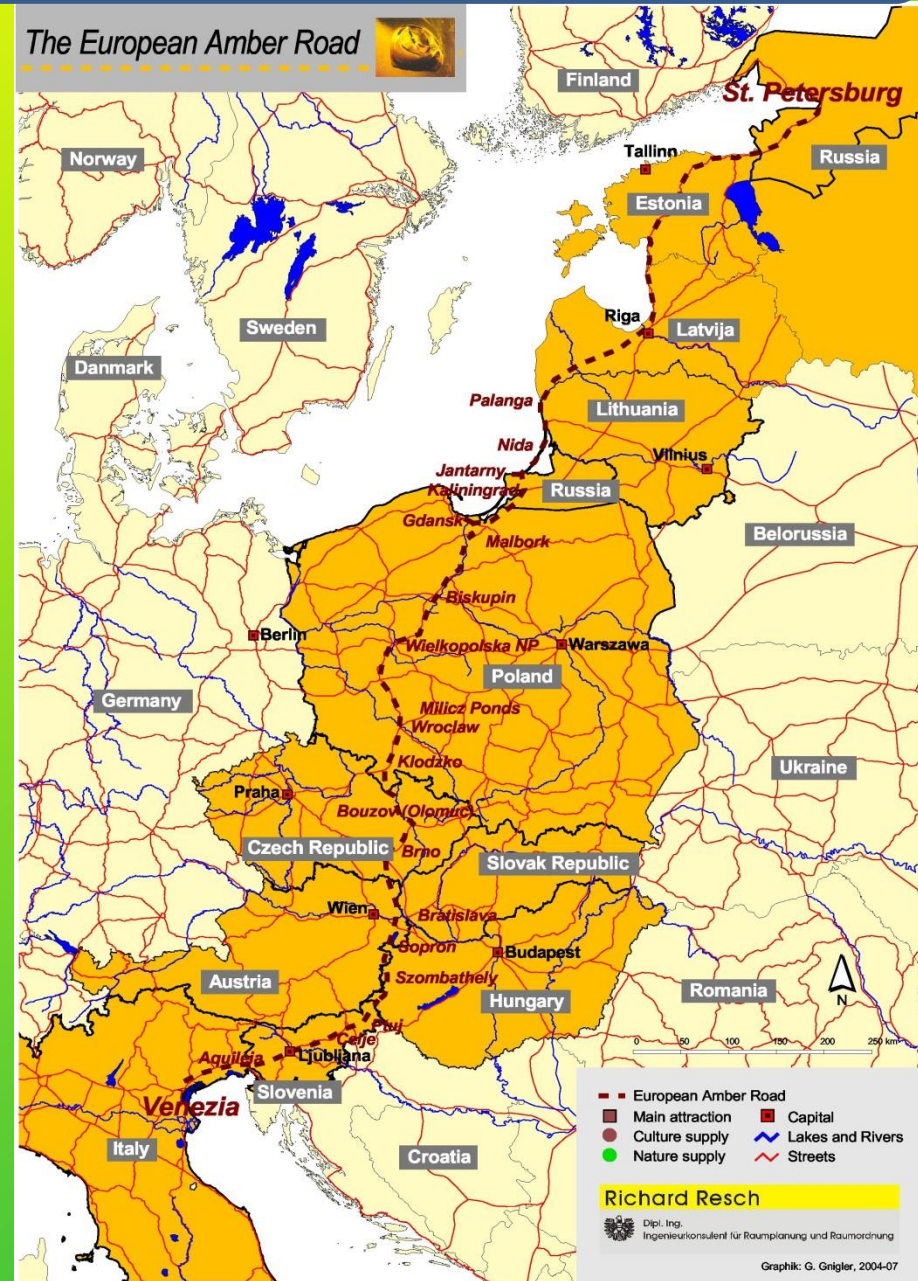 The European Amber Road
Finland
St. Petersburg
Norway
Tallinn
Russia
Estonia
Sweden
Riga
Latvija
Denmark
Palanga
Lithuania
Nida
Vilnius
Jantarny
Kaliningrad
Russia
Gdansk
Malbork
Belorussia
Biskupin
Berlin
Wielkopolska NP
Warszawa
Poland
Germany
Milicz Ponds
Wroclaw
Klodzko
Ukraine
Praha
Bouzov (Olomuc)
Czech Republic
Brno
Slovak Republic
Wien
Bratislava
Sopron
Budapest
Austria
Szombathely
Hungary
Romania
N
Ptuj
Celje
Aquileja
Ljubljana
0 50 100 150 200 250 km
Slovenia
Venezia
Italy
Croatia
European Amber Road
Main attraction
Capital
Culture supply
Lakes and Rivers
Nature supply
Streets
Richard Resch
Dipl. Ing.
Ingenieurkonsulent für Raumplanung und Raumordnung
Graphik: G. Gnigler, 2004-07